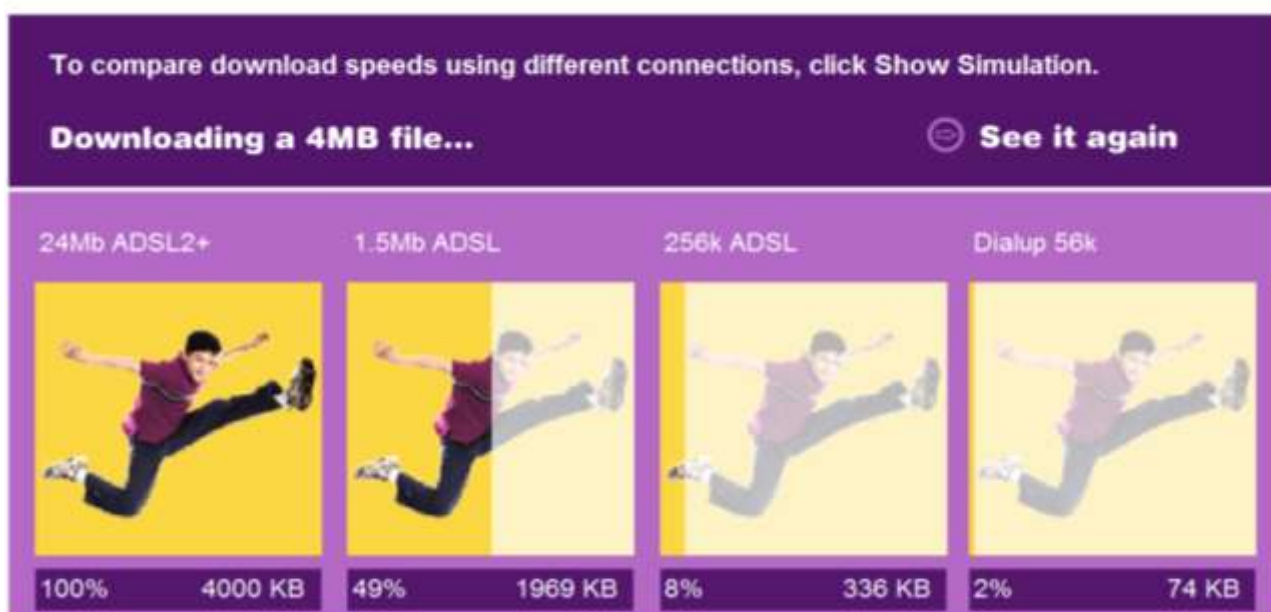 To compare download speeds using different connections, click Show Simulation.
Downloading a 4MB file... See it again
24Mb ADSL2+ 1.5Mb ADSL 256k ADSL Dialup 56k
100% 4000 KB 49% 1969 KB 8% 336 KB 2% 74 KB